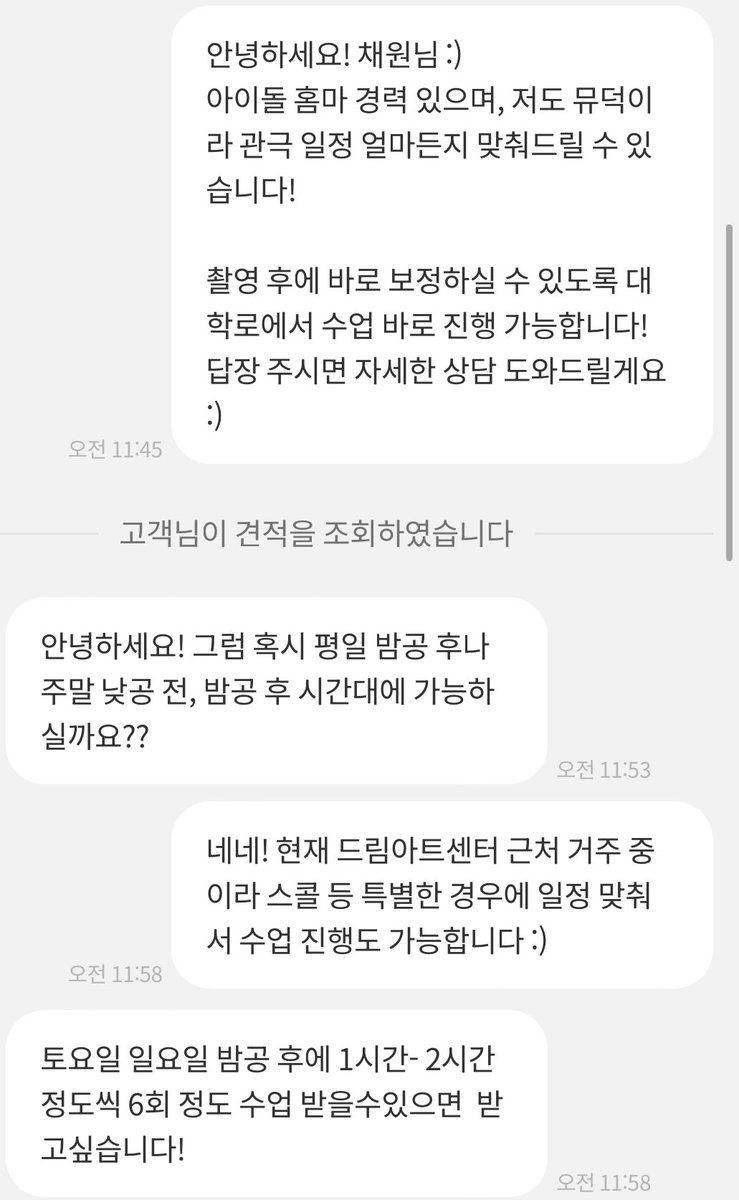 안녕하세요! 채원님 :)
아이돌 홈마 경력 있으며, 저도 뮤덕이
라 관극 일정 얼마든지 맞춰드릴 수 있
습니다!
촬영 후에 바로 보정하실 수 있도록 대
학로에서 수업 바로 진행 가능합니다!
답장 주시면 자세한 상담 도와드릴게요
:)
오전 11:45
고객님이 견적을 조회하였습니다
안녕하세요! 그럼 혹시 평일 밤공 후나
주말 낮공 전, 밤공 후 시간대에 가능하
실까요??
오전 11:53
네네! 현재 드림아트센터 근처 거주 중
이라 스콜 등 특별한 경우에 일정 맞춰
서 수업 진행도 가능합니다 :)
오전 11:58
토요일 일요일 밤공 후에 1시간- 2시간
정도씩 6회 정도 수업 받을수있으면  받
고싶습니다!
오전 11:58